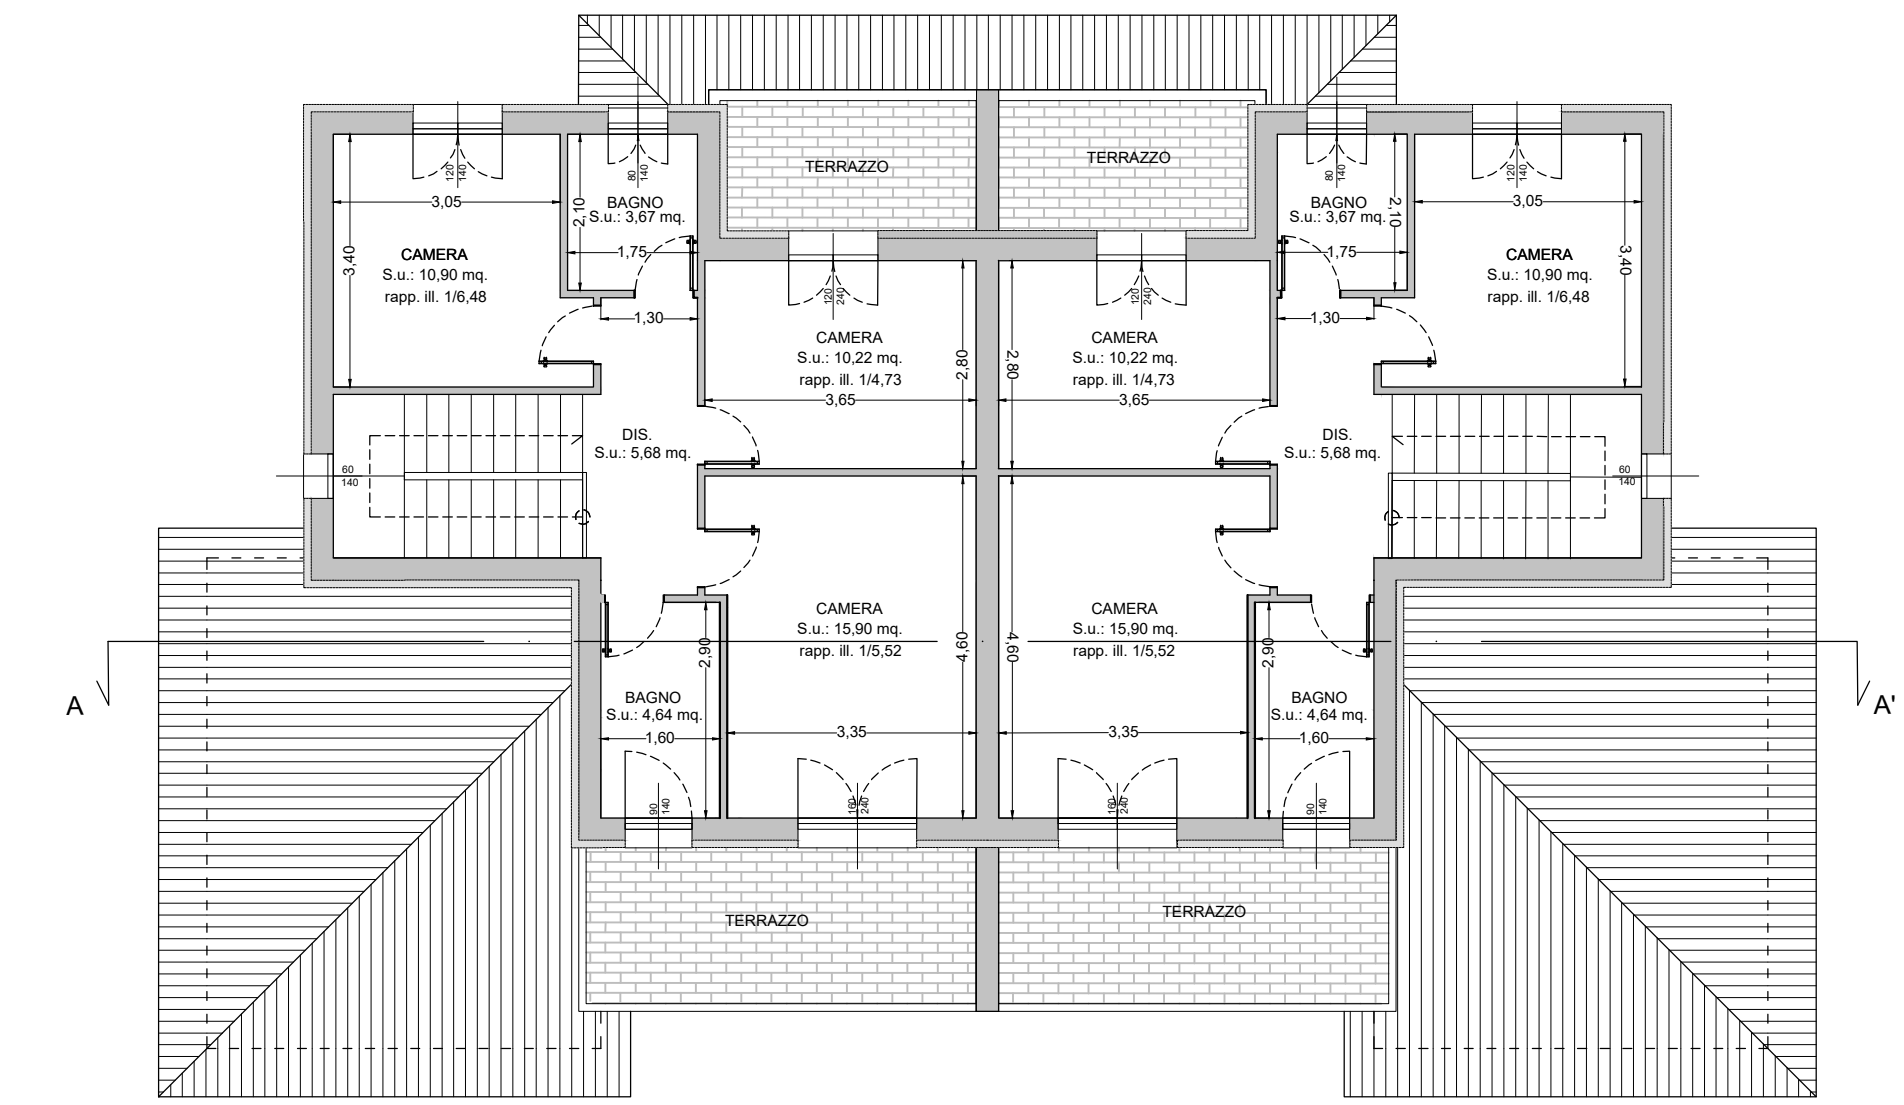 TERRAZZO
TERRAZZO
120
140
80
140
80
140
120
140
3,05
2,10
BAGNO
S.u.: 3,67 mq.
1,75
3,40
CAMERA
S.u.: 10,90 mq.
rapp. ill. 1/6,48
1,30
BAGNO
S.u.: 3,67 mq.
2,10
1,75
3,05
CAMERA
S.u.: 10,90 mq.
rapp. ill. 1/6,48
3,40
1,30
120
240
120
240
CAMERA
S.u.: 10,22 mq.
rapp. ill. 1/4,73
2,80
3,65
CAMERA
S.u.: 10,22 mq.
rapp. ill. 1/4,73
2,80
3,65
DIS.
S.u.: 5,68 mq.
DIS.
S.u.: 5,68 mq.
60
140
60
140
CAMERA
S.u.: 15,90 mq.
rapp. ill. 1/5,52
4,60
CAMERA
S.u.: 15,90 mq.
rapp. ill. 1/5,52
4,60
2,90
2,90
A
A'
BAGNO
S.u.: 4,64 mq.
1,60
3,35
3,35
BAGNO
S.u.: 4,64 mq.
1,60
90
140
160
240
160
240
90
140
TERRAZZO
TERRAZZO